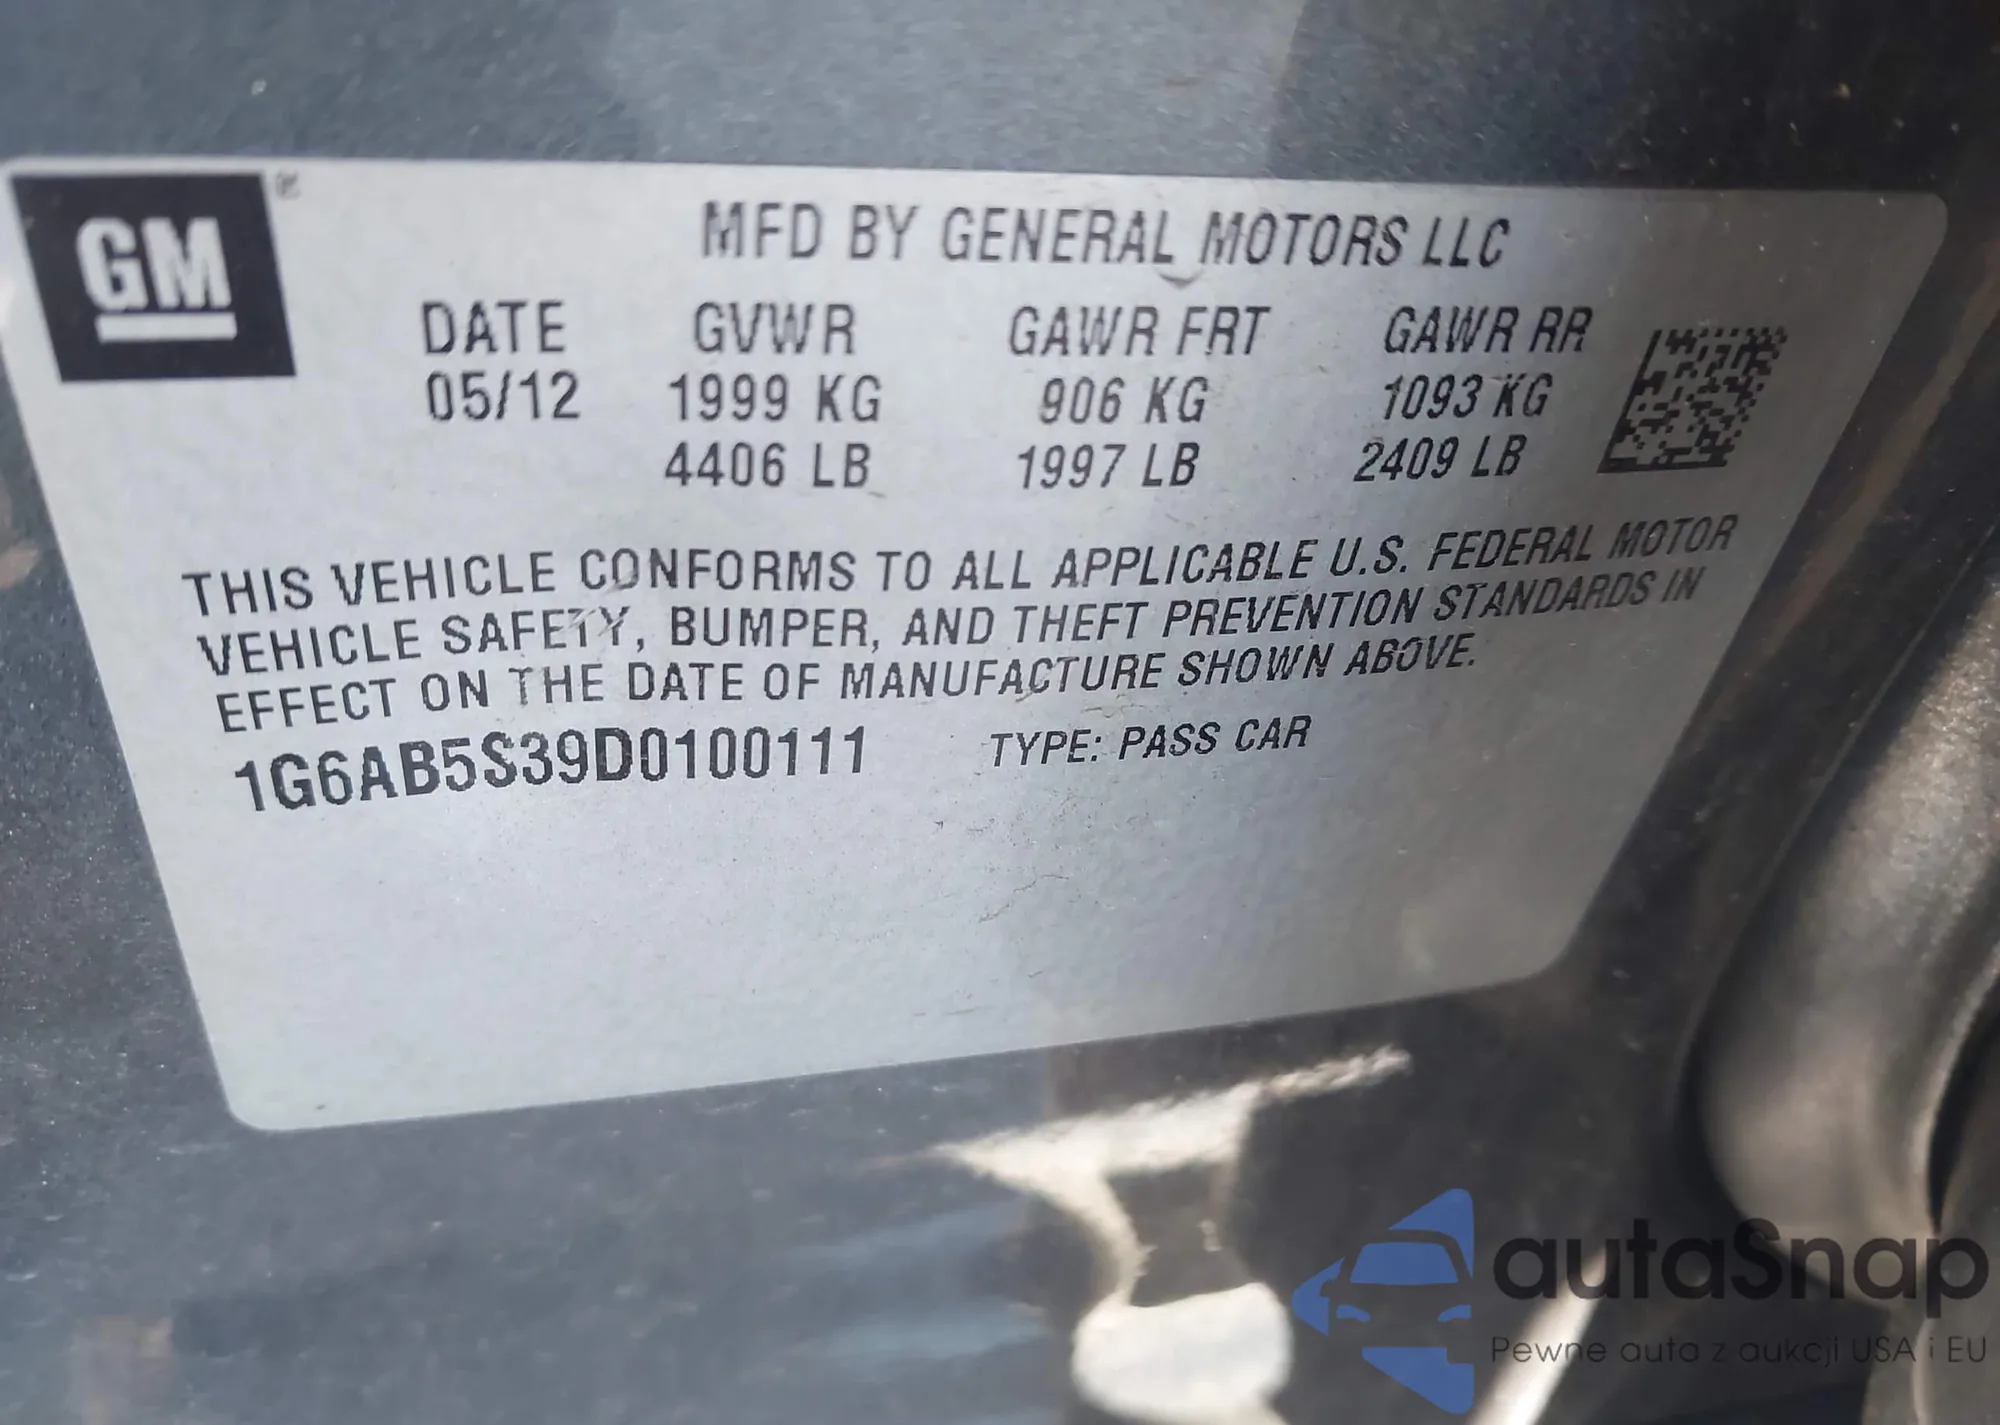 GM
MFD BY GENERAL MOTORS LLC
DATE GVWR GAWR FRT GAWR RR
05/12 1999 KG 906 KG 1093 KG
4406 LB 1997 LB 2409 LB
THIS VEHICLE CONFORMS TO ALL APPLICABLE U.S. FEDERAL MOTOR
VEHICLE SAFETY, BUMPER, AND THEFT PREVENTION STANDARDS IN
EFFECT ON THE DATE OF MANUFACTURE SHOWN ABOVE.
1G6AB5S39D0100111 TYPE: PASS CAR
autaSnap
Pewne auta z aukcji USA i EU